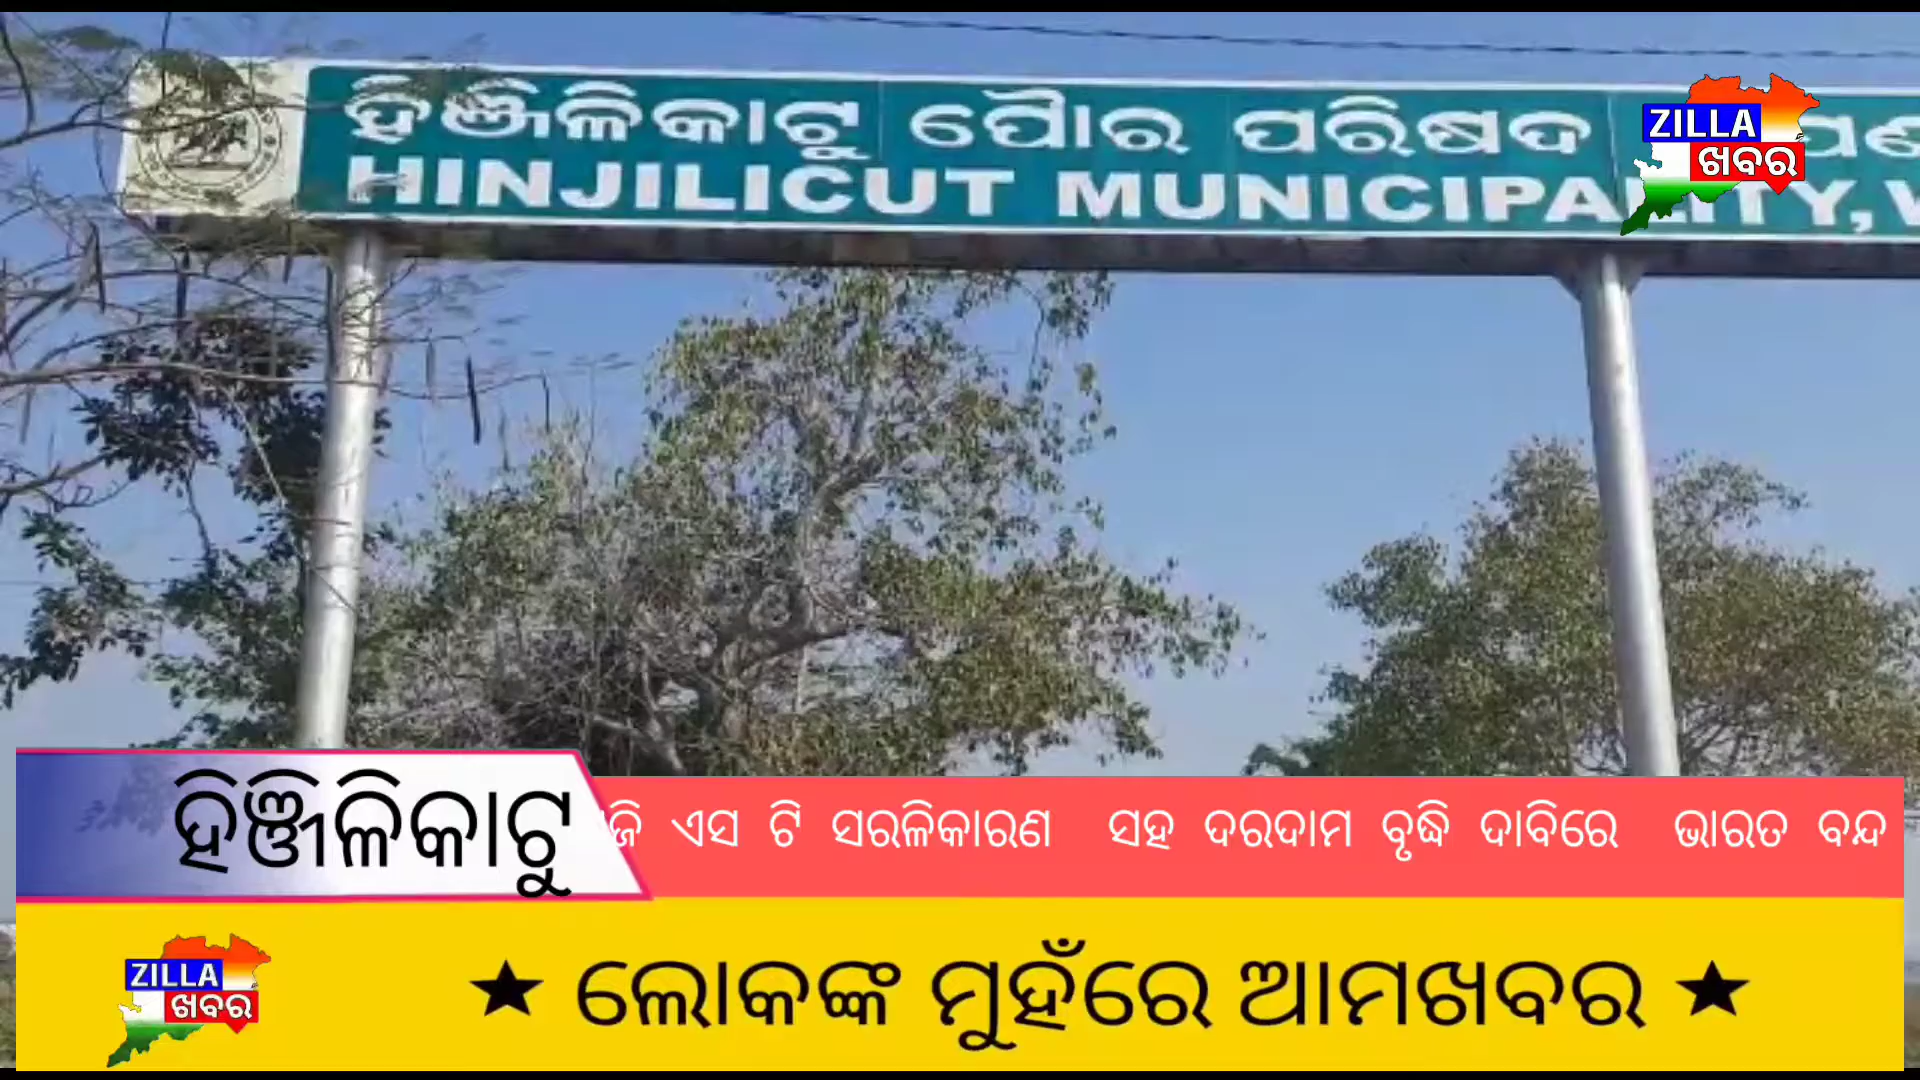 ହିଞ୍ଜିଳିକାଟୁ ପୌର ପରିଷଦ
HINJILICUT MUNICIPALITY,
ZILLA
ଖବର
ହିଞ୍ଜିଳିକାଟୁ
ଜି ଏସ ଟି ସରଳିକାରଣ ସହ ଦରଦାମ ବୃଦ୍ଧି ଦାବିରେ ଭାରତ ବନ୍ଦ
ZILLA
ଖବର
★ ଲୋକଙ୍କ ମୁହଁରେ ଆମଖବର ★